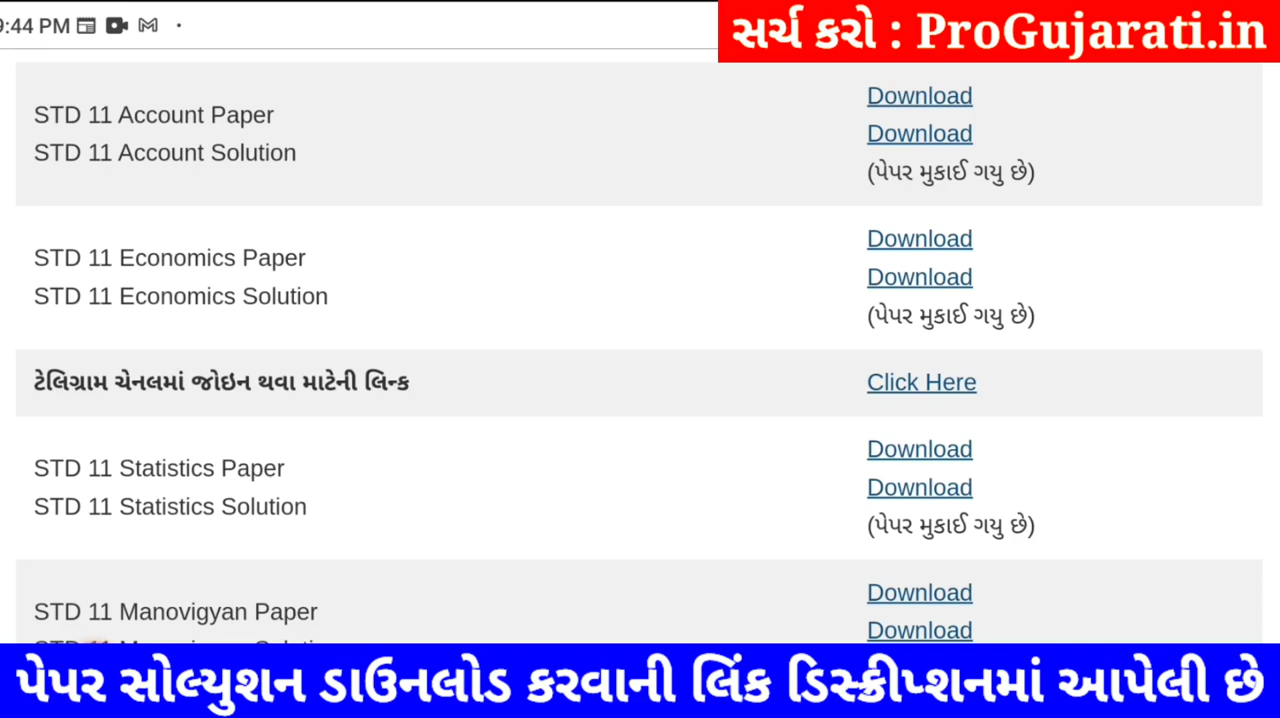 9:44 PM
સર્ચ કરો : ProGujarati.in
STD 11 Account Paper
STD 11 Account Solution
Download
Download
(પેપર મુકાઈ ગયુ છે)
STD 11 Economics Paper
STD 11 Economics Solution
Download
Download
(પેપર મુકાઈ ગયુ છે)
ટેલિગ્રામ ચેનલમાં જોઇન થવા માટેની લિન્ક
Click Here
STD 11 Statistics Paper
STD 11 Statistics Solution
Download
Download
(પેપર મુકાઈ ગયુ છે)
STD 11 Manovigyan Paper
Download
Download
પેપર સોલ્યુશન ડાઉનલોડ કરવાની લિંક ડિસ્ક્રીપ્શનમાં આપેલી છે